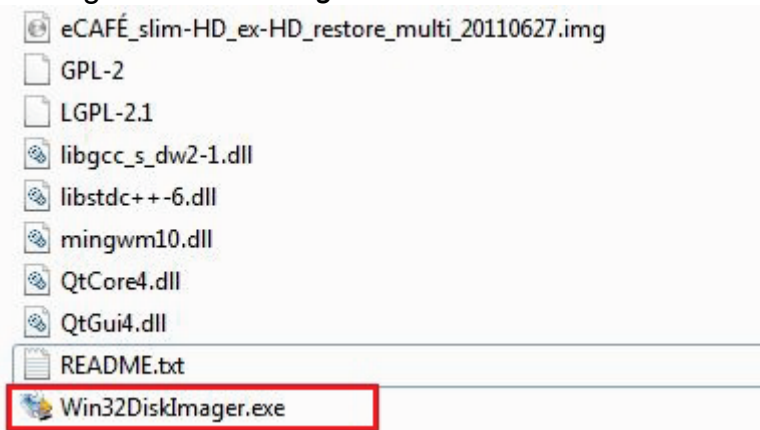 eCAFÉ_slim-HD_ex-HD_restore_multi_20110627.img
GPL-2
LGPL-2.1
libgcc_s_dw2-1.dll
libstdc++-6.dll
mingwm10.dll
QtCore4.dll
QtGui4.dll
README.txt
Win32DiskImager.exe